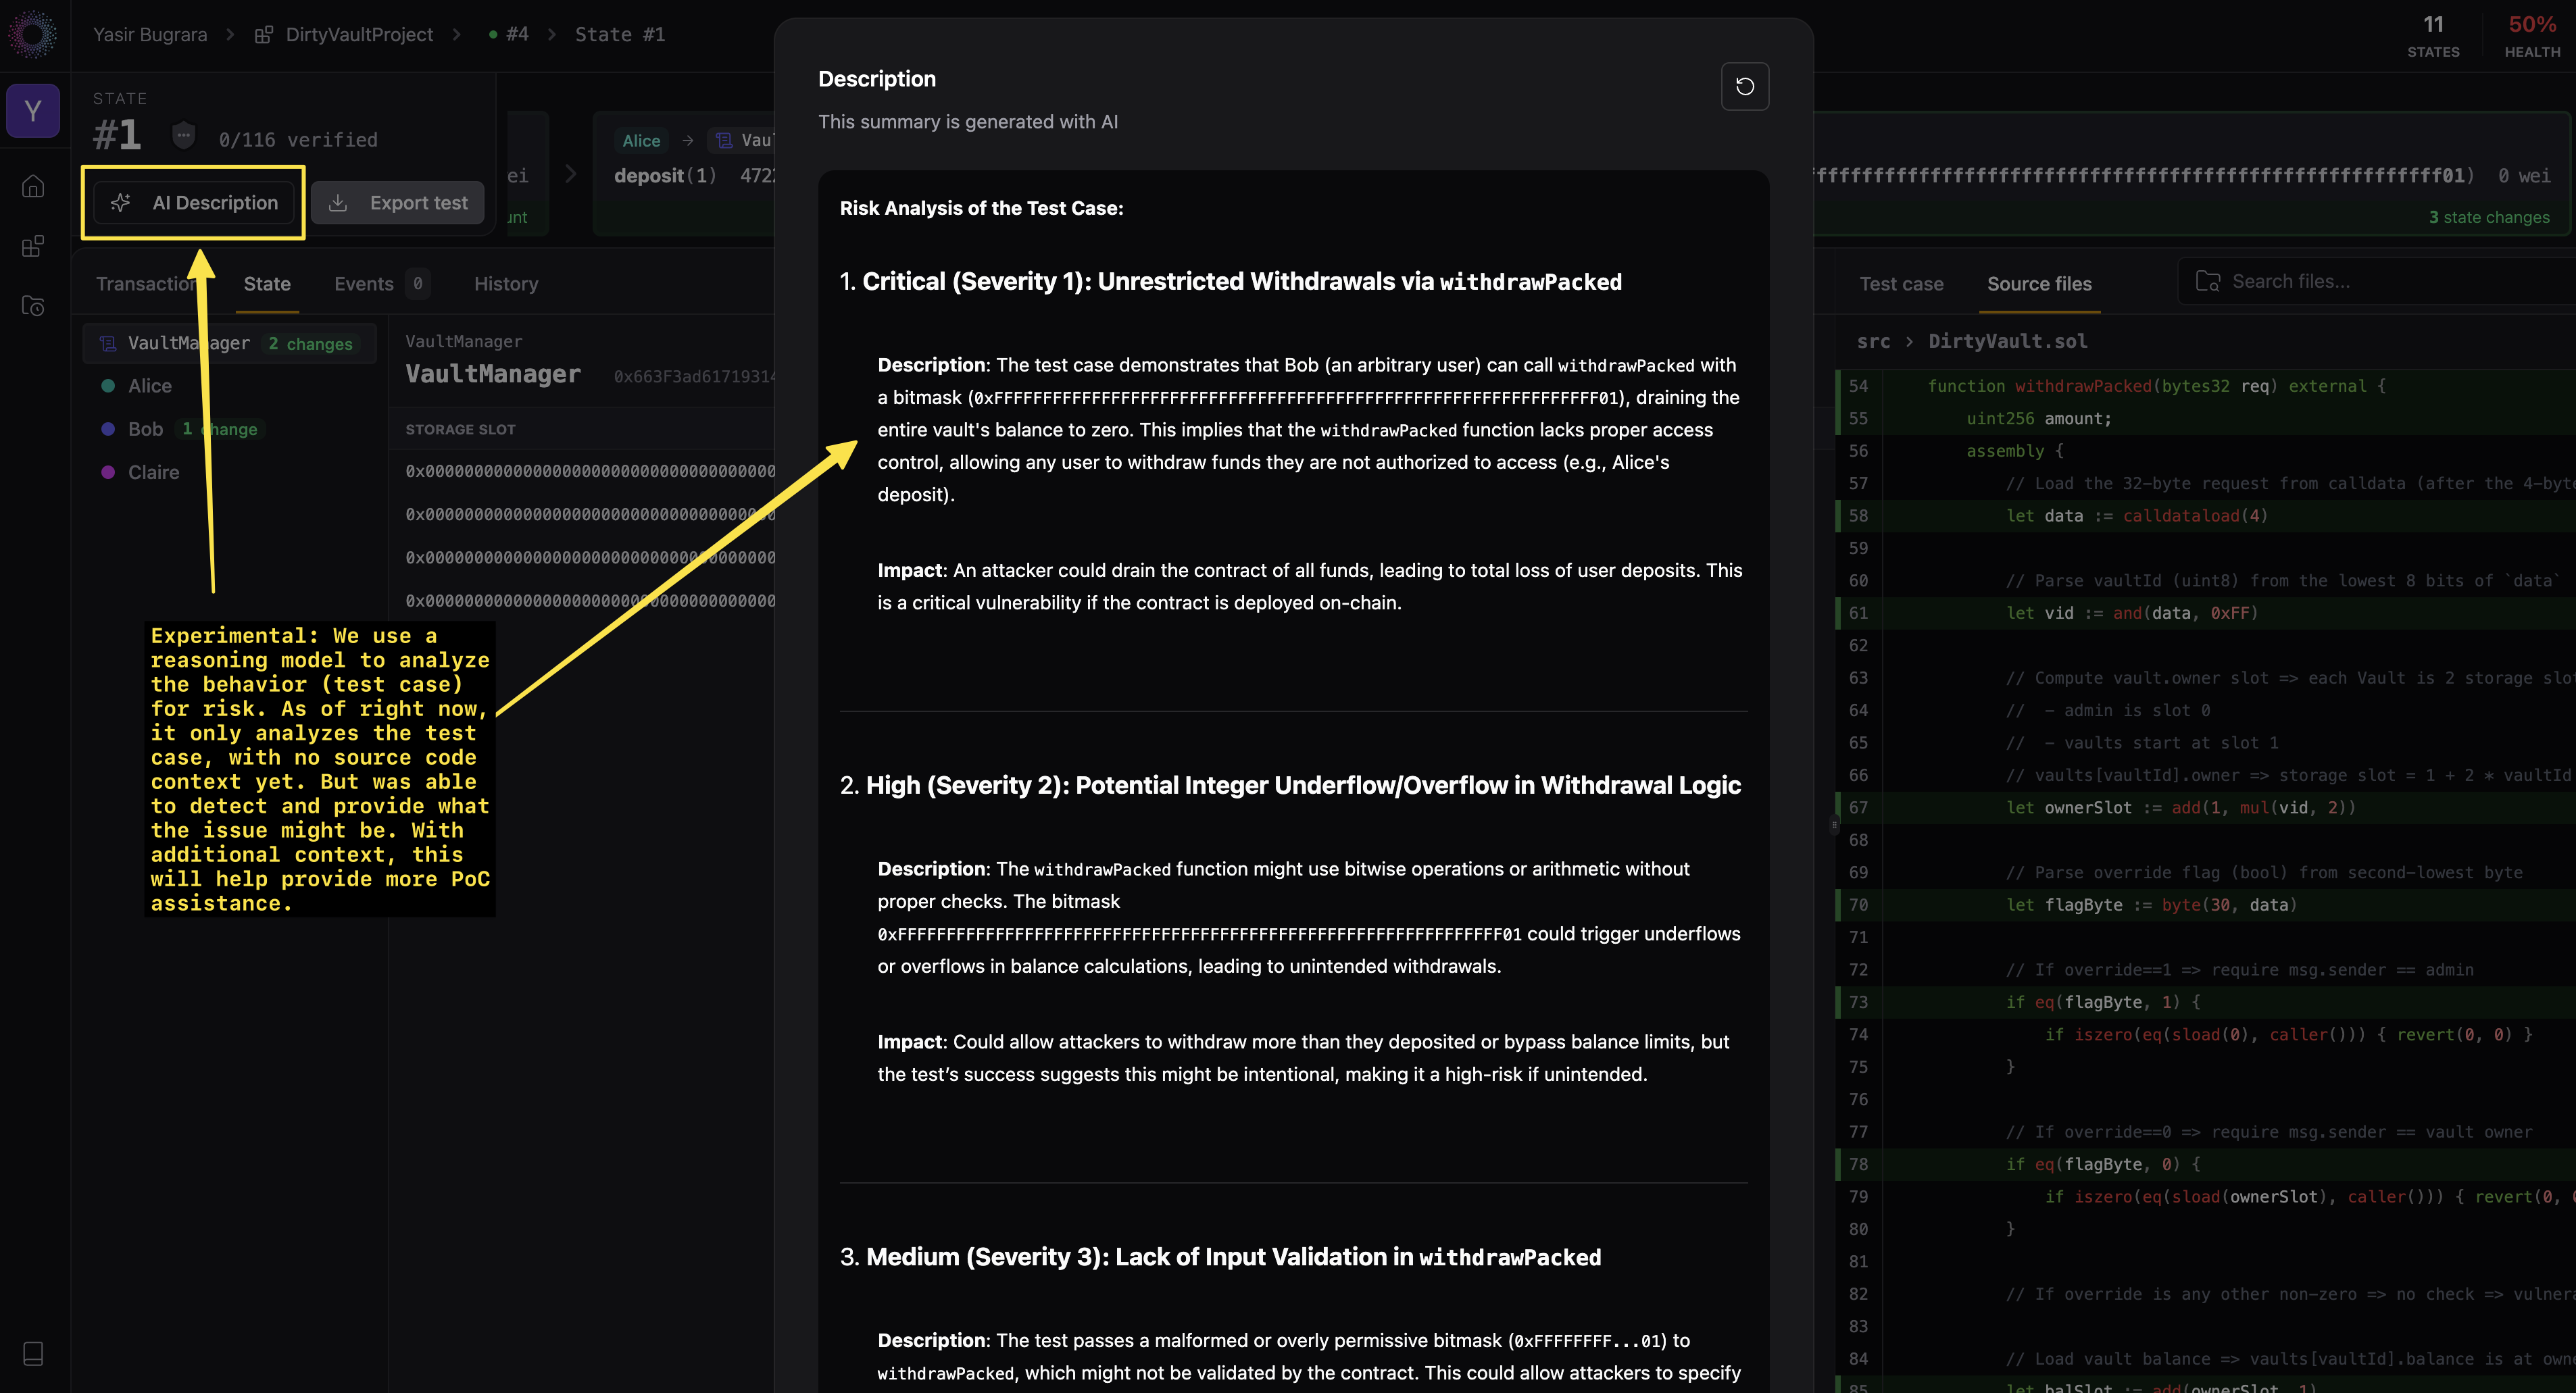 Yasir Bugrara > DirtyVaultProject > #4 > State #1
11
STATES
50%
HEALTH
Y
STATE
#1 0/116 verified
AI Description
Export test
ei
Alice → Vau
deposit(1) 472
Transaction
State
Events 0
History
VaultManager 2 changes
Alice
Bob 1 change
Claire
VaultManager
VaultManager 0x663F3ad61719314
STORAGE SLOT
Experimental: We use a
reasoning model to analyze
the behavior (test case)
for risk. As of right now,
it only analyzes the test
case, with no source code
context yet. But was able
to detect and provide what
the issue might be. With
additional context, this
will help provide more PoC
assistance.
Description
This summary is generated with AI
Risk Analysis of the Test Case:
1. Critical (Severity 1): Unrestricted Withdrawals via withdrawPacked
Description: The test case demonstrates that Bob (an arbitrary user) can call withdrawPacked with
a bitmask (0xFFFFFFFFFFFFFFFFFFFFFFFFFFFFFFFFFFFFFFFFFFFFFFFFFFFFFFFFFFFFFF01), draining the
entire vault's balance to zero. This implies that the withdrawPacked function lacks proper access
control, allowing any user to withdraw funds they are not authorized to access (e.g., Alice's
deposit).
Impact: An attacker could drain the contract of all funds, leading to total loss of user deposits. This
is a critical vulnerability if the contract is deployed on-chain.
2. High (Severity 2): Potential Integer Underflow/Overflow in Withdrawal Logic
Description: The withdrawPacked function might use bitwise operations or arithmetic without
proper checks. The bitmask
0xFFFFFFFFFFFFFFFFFFFFFFFFFFFFFFFFFFFFFFFFFFFFFFFFFFFFFFFFFFFFFF01 could trigger underflows
or overflows in balance calculations, leading to unintended withdrawals.
Impact: Could allow attackers to withdraw more than they deposited or bypass balance limits, but
the test’s success suggests this might be intentional, making it a high-risk if unintended.
3. Medium (Severity 3): Lack of Input Validation in withdrawPacked
Description: The test passes a malformed or overly permissive bitmask (0xFFFFFFFF...01) to
withdrawPacked, which might not be validated by the contract. This could allow attackers to specify
0 wei
3 state changes
Test case
Source files
Search files...
src > DirtyVault.sol
54 function withdrawPacked(bytes32 req) external {
55 uint256 amount;
56 assembly {
57 // Load the 32-byte request from calldata (after the 4-byte
58 let data := calldataload(4)
59
60 // Parse vaultId (uint8) from the lowest 8 bits of `data`
61 let vid := and(data, 0xFF)
62
63 // Compute vault.owner slot => each Vault is 2 storage slot
64 // - admin is slot 0
65 // - vaults start at slot 1
66 // vaults[vaultId].owner => storage slot = 1 + 2 * vaultId
67 let ownerSlot := add(1, mul(vid, 2))
68
69 // Parse override flag (bool) from second-lowest byte
70 let flagByte := byte(30, data)
71
72 // If override==1 => require msg.sender == admin
73 if eq(flagByte, 1) {
74 if iszero(eq(sload(0), caller())) { revert(0, 0) }
75 }
76
77 // If override==0 => require msg.sender == vault owner
78 if eq(flagByte, 0) {
79 if iszero(eq(sload(ownerSlot), caller())) { revert(0,
80 }
81
82 // If override is any other non-zero => no check => vulnera
83
84 // Load vault balance => vaults[vaultId].balance is at owne
85 let balSlot := add(ownerSlot, 1)